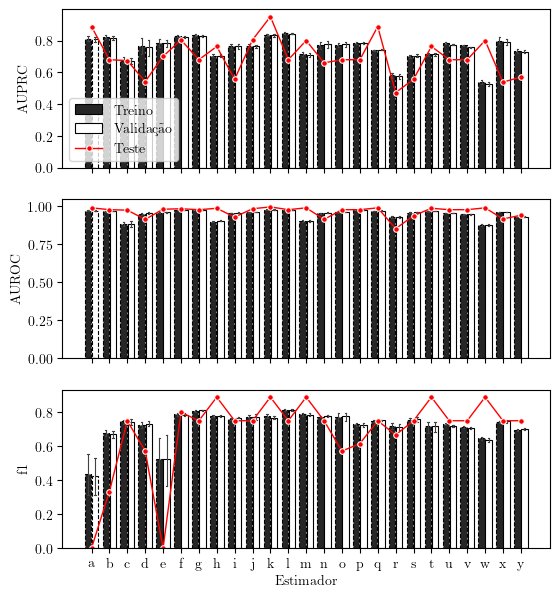 0.8
0.6
0.4
0.2
0.0
AUPRC
Treino
Validação
Teste
1.00
0.75
0.50
0.25
0.00
AUROC
0.8
0.6
0.4
0.2
0.0
f1
a b c d e f g h i j k l m n o p q r s t u v w x y
Estimador